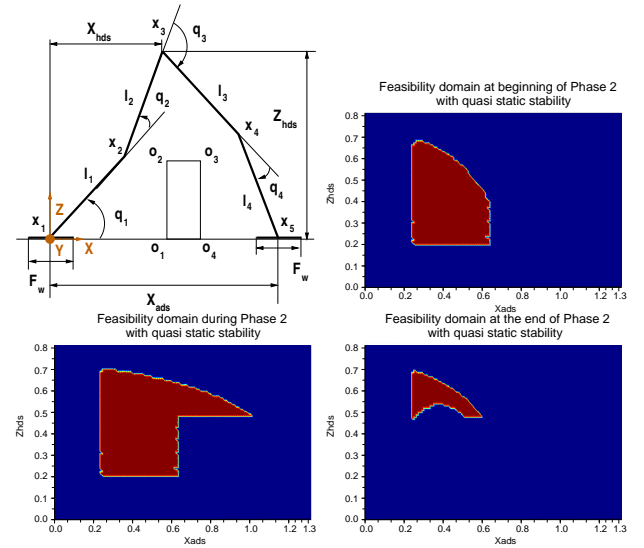 X hds
x 3
q 3
l 2
q 2
l 3
Z hds
x 2
x 4
o 2
o 3
l 1
l 4
q 4
x 1
Z
q 1
x 5
Y
X
o 1
o 4
F w
F w
X ads
Feasibility domain at beginning of Phase 2
with quasi static stability
0.8
0.7
0.6
0.5
0.4
0.3
0.2
0.1
0.0
Zhds
0.0 0.2 0.4 0.6 0.8 1.0 1.2 1.3
Xads
Feasibility domain during Phase 2
with quasi static stability
0.8
0.7
0.6
0.5
0.4
0.3
0.2
0.1
0.0
Zhds
0.0 0.2 0.4 0.6 0.8 1.0 1.2 1.3
Xads
Feasibility domain at the end of Phase 2
with quasi static stability
0.8
0.7
0.6
0.5
0.4
0.3
0.2
0.1
0.0
Zhds
0.0 0.2 0.4 0.6 0.8 1.0 1.2 1.3
Xads